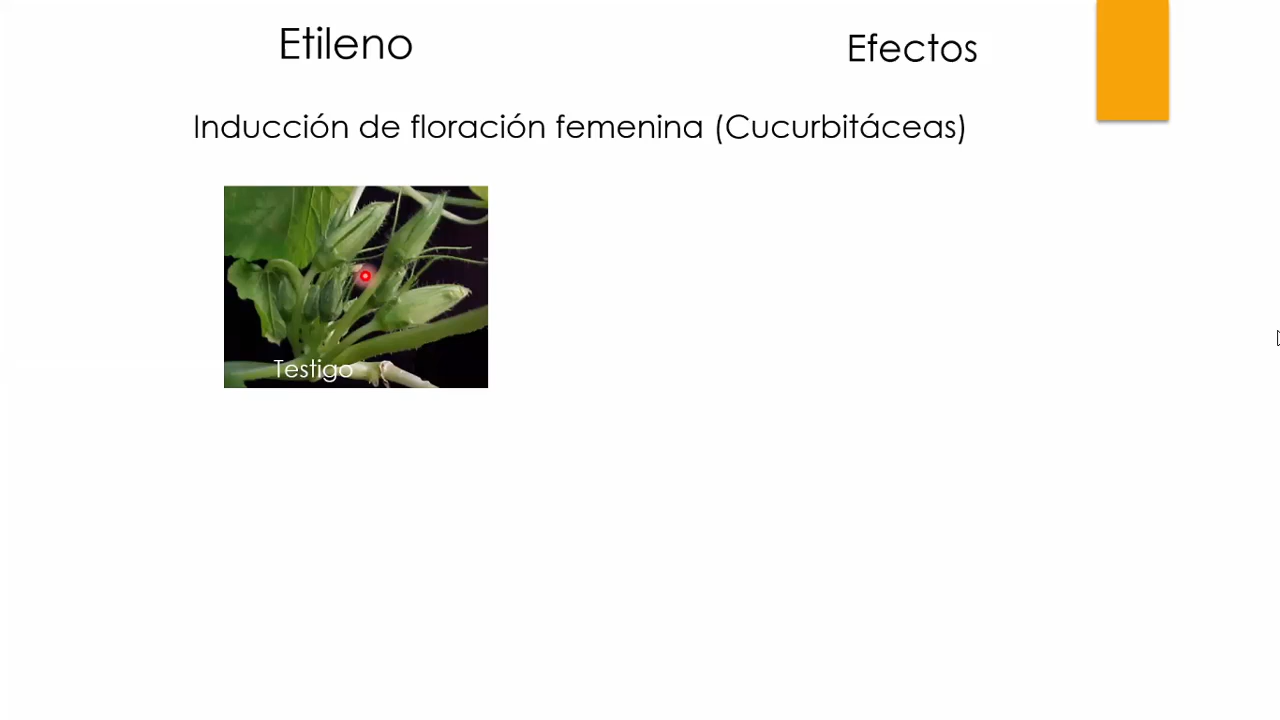 Etileno
Efectos
Inducción de floración femenina (Cucurbitáceas)
Testigo